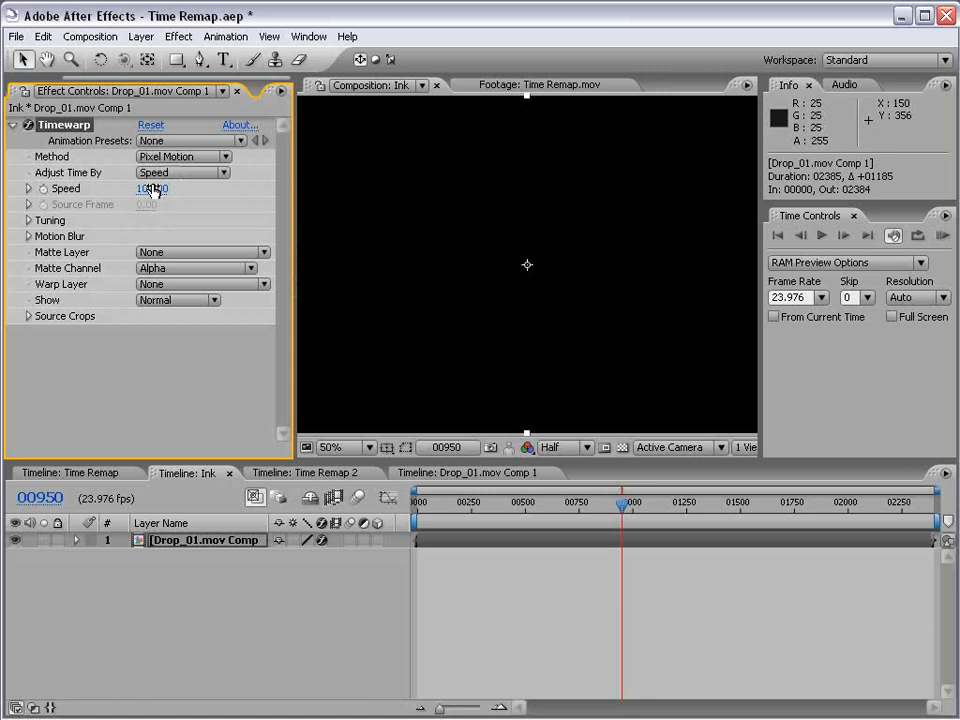 Adobe After Effects - Time Remap.aep *
File Edit Composition Layer Effect Animation View Window Help
Workspace: Standard
Effect Controls: Drop_01.mov Comp 1
Ink * Drop_01.mov Comp 1
Timewarp Reset About...
Animation Presets: None
Method Pixel Motion
Adjust Time By Speed
Speed
Source Frame 0.00
Tuning
Motion Blur
Matte Layer None
Matte Channel Alpha
Warp Layer None
Show Normal
Source Crops
Composition: Ink Footage: Time Remap.mov
50% 00950 Half Active Camera 1 Vie
Info Audio
R: 25 X: 150
G: 25 Y: 356
B: 25
A: 255
[Drop_01.mov Comp 1]
Duration: 02385, Δ +01185
In: 00000, Out: 02384
Time Controls
RAM Preview Options
Frame Rate Skip Resolution
23.976 0 Auto
From Current Time Full Screen
Timeline: Time Remap Timeline: Ink Timeline: Time Remap 2 Timeline: Drop_01.mov Comp 1
00950 (23.976 fps)
0000 00250 00500 00750 01250 01500 01750 02000 02250
# Layer Name
1 [Drop_01.mov Comp